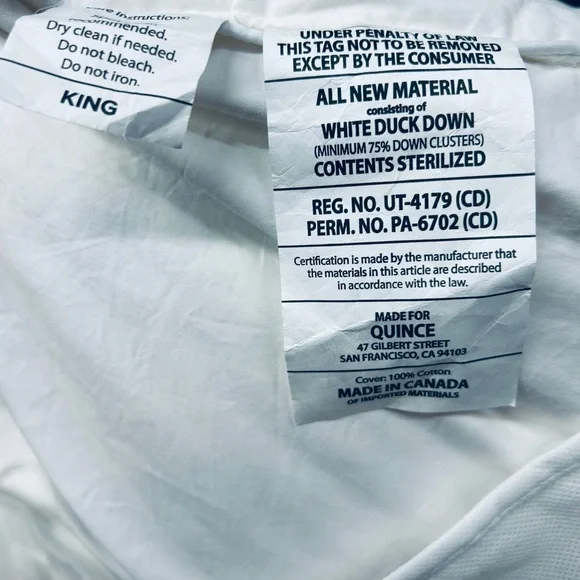 Care Instructions:
recommended.
Dry clean if needed.
Do not bleach.
Do not iron.
KING
UNDER PENALTY OF LAW
THIS TAG NOT TO BE REMOVED
EXCEPT BY THE CONSUMER
ALL NEW MATERIAL
consisting of
WHITE DUCK DOWN
(MINIMUM 75% DOWN CLUSTERS)
CONTENTS STERILIZED
REG. NO. UT-4179 (CD)
PERM. NO. PA-6702 (CD)
Certification is made by the manufacturer that
the materials in this article are described
in accordance with the law.
MADE FOR
QUINCE
47 GILBERT STREET
SAN FRANCISCO, CA 94103
Cover: 100% Cotton
MADE IN CANADA
OF IMPORTED MATERIALS